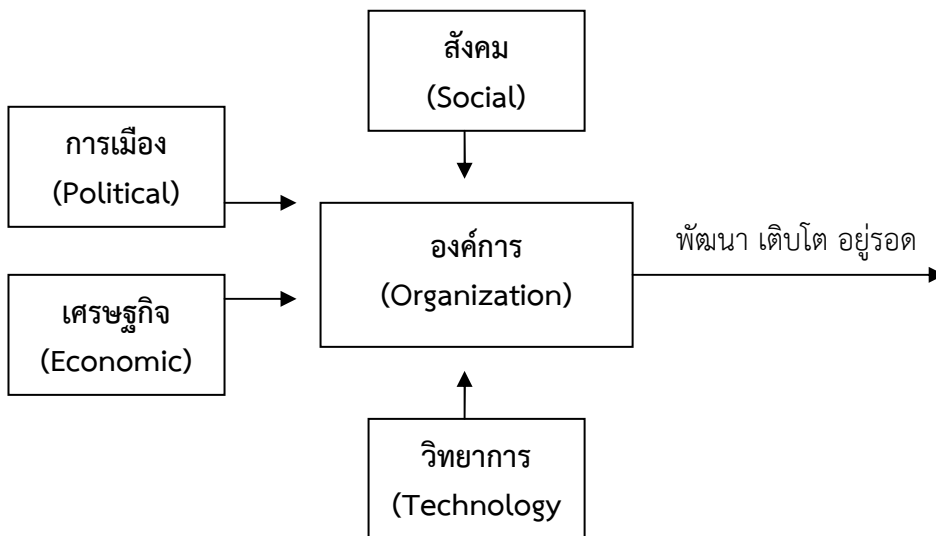 สังคม
(Social)
การเมือง
(Political)
องค์การ
(Organization)
พัฒนา เติบโต อยู่รอด
เศรษฐกิจ
(Economic)
วิทยาการ
(Technology